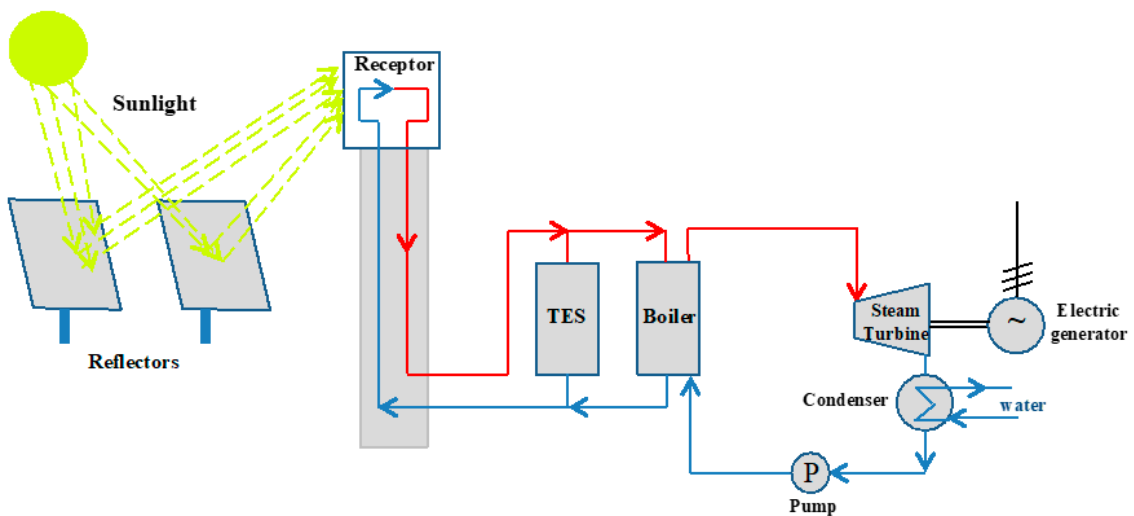 Receptor
Sunlight
Reflectors
TES
Boiler
Steam
Turbine
~
Electric
generator
Condenser
water
P
Pump